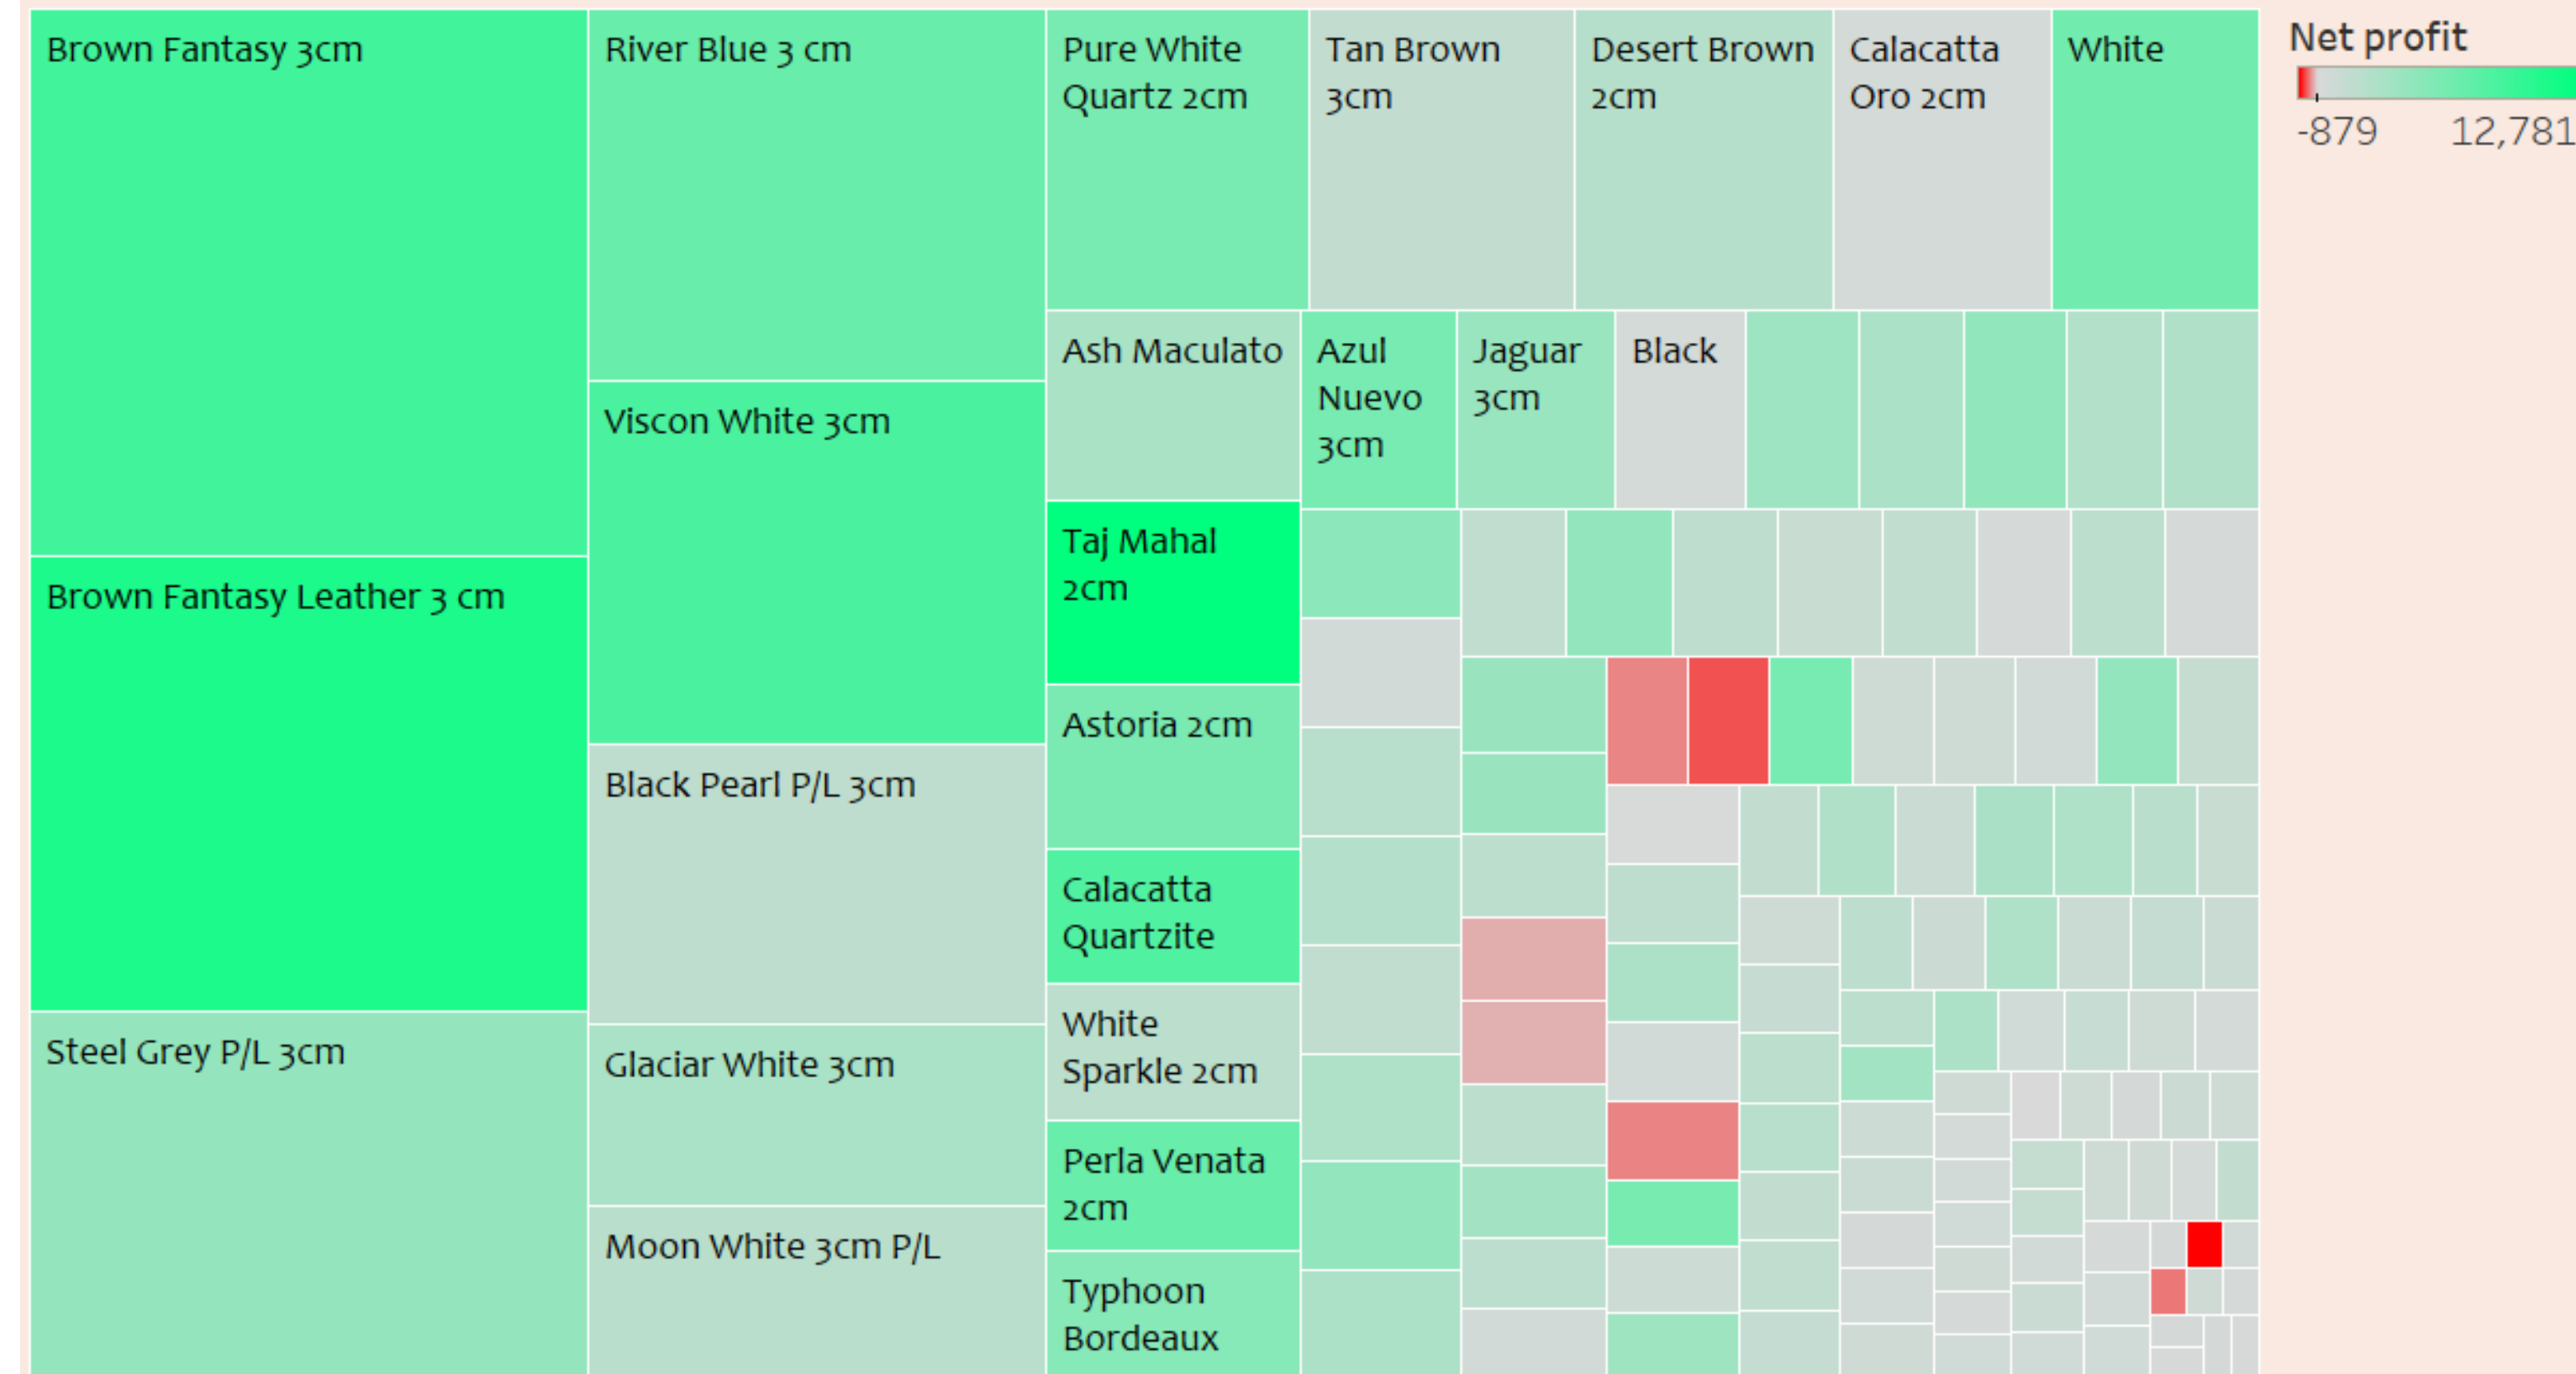 Brown Fantasy 3cm
River Blue 3 cm
Pure White
Quartz 2cm
Tan Brown
3cm
Desert Brown
2cm
Calacatta
Oro 2cm
White
Net profit
-879
12,781
Ash Maculato
Azul
Nuevo
3cm
Jaguar
3cm
Black
Viscon White 3cm
Taj Mahal
2cm
Brown Fantasy Leather 3 cm
Astoria 2cm
Black Pearl P/L 3cm
Calacatta
Quartzite
White
Sparkle 2cm
Steel Grey P/L 3cm
Glaciar White 3cm
Perla Venata
2cm
Moon White 3cm P/L
Typhoon
Bordeaux